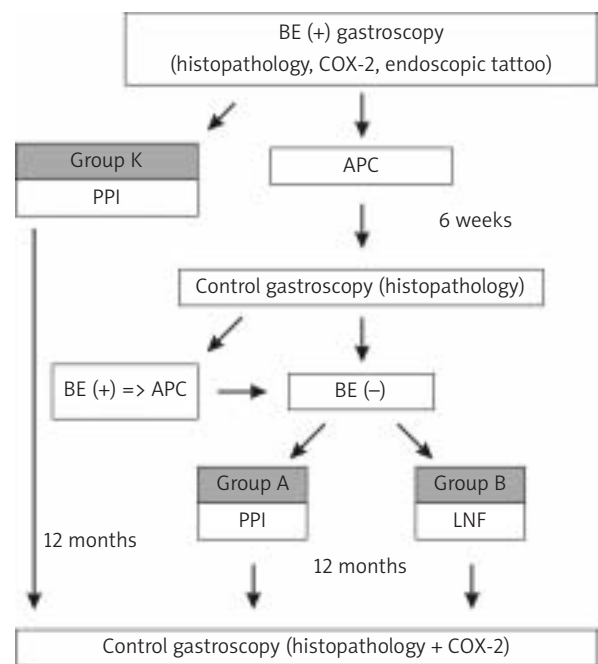 BE (+) gastroscopy
(histopathology, COX-2, endoscopic tattoo)
Group K
PPI
APC
6 weeks
Control gastroscopy (histopathology)
BE (+) => APC
BE (–)
Group A
PPI
Group B
LNF
12 months
12 months
Control gastroscopy (histopathology + COX-2)